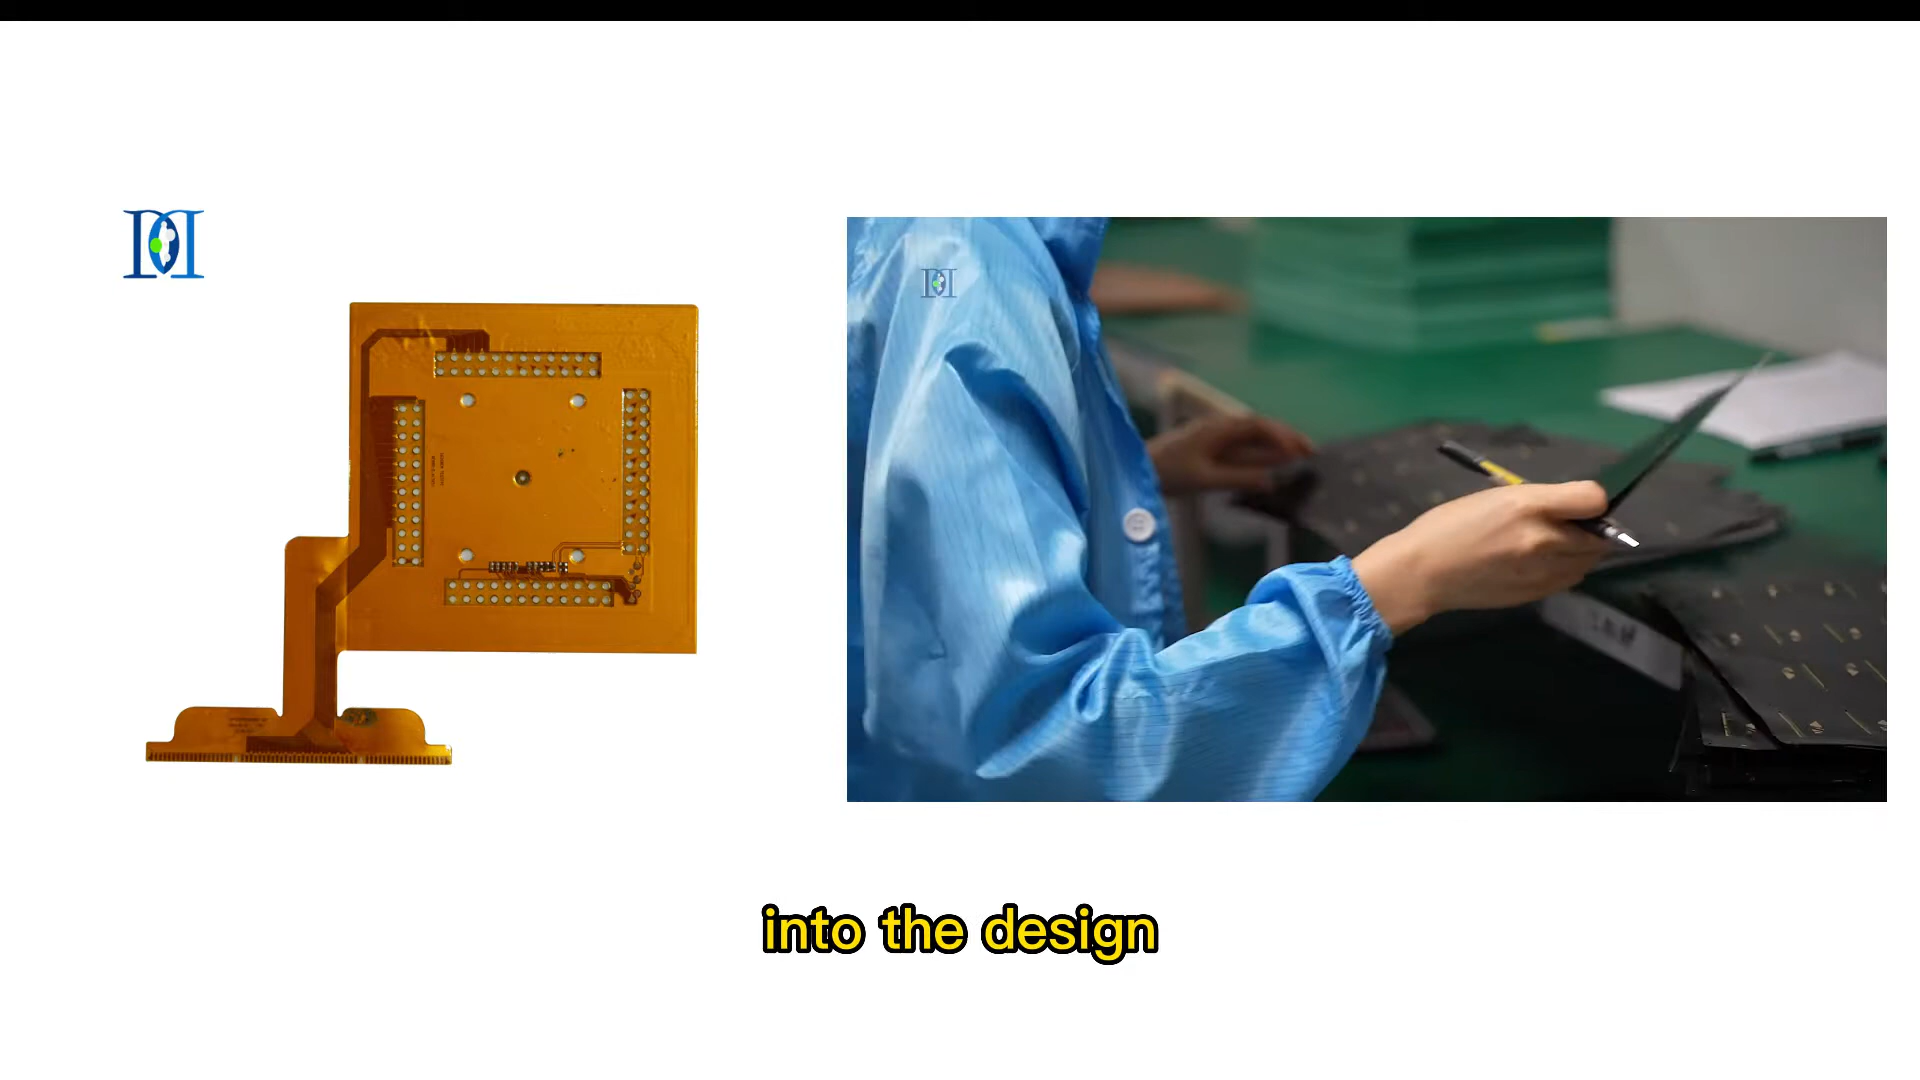 into the design